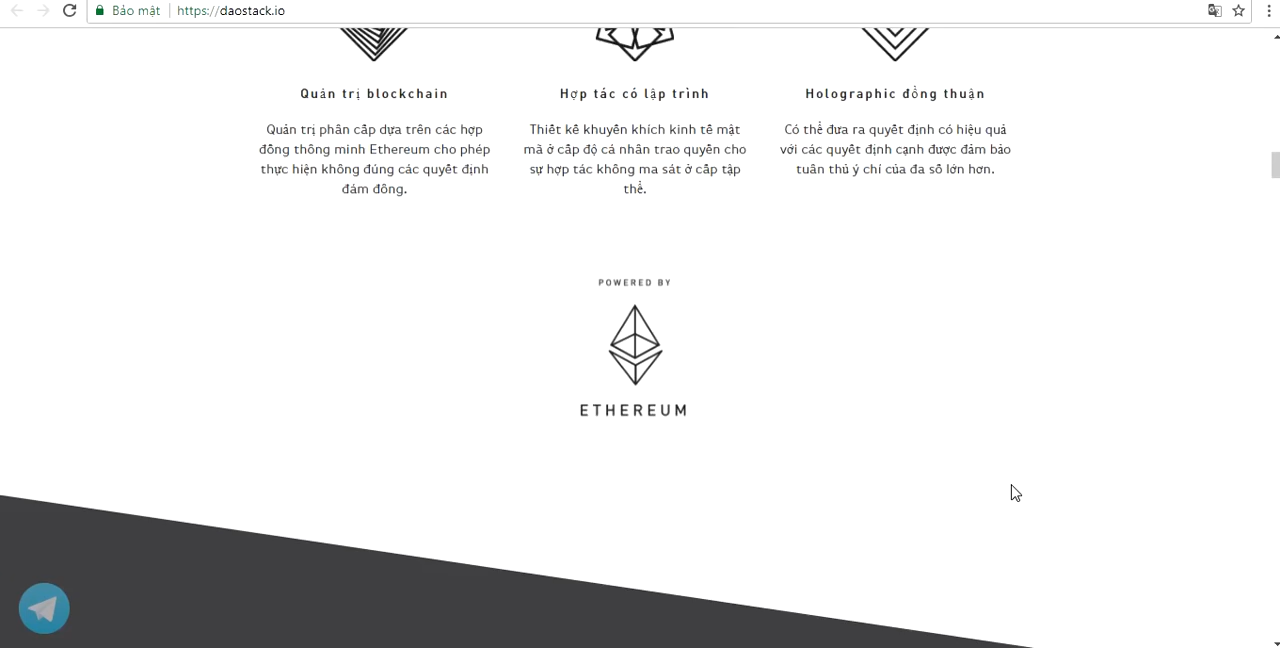 Bảo mật | https://daostack.io
Quản trị blockchain
Quản trị phân cấp dựa trên các hợp
đồng thông minh Ethereum cho phép
thực hiện không đúng các quyết định
đám đông.
Hợp tác có lập trình
Thiết kế khuyến khích kinh tế mật
mã ở cấp độ cá nhân trao quyền cho
sự hợp tác không ma sát ở cấp tập
thể.
Holographic đồng thuận
Có thể đưa ra quyết định có hiệu quả
với các quyết định cạnh được đảm bảo
tuân thủ ý chí của đa số lớn hơn.
POWERED BY
ETHEREUM